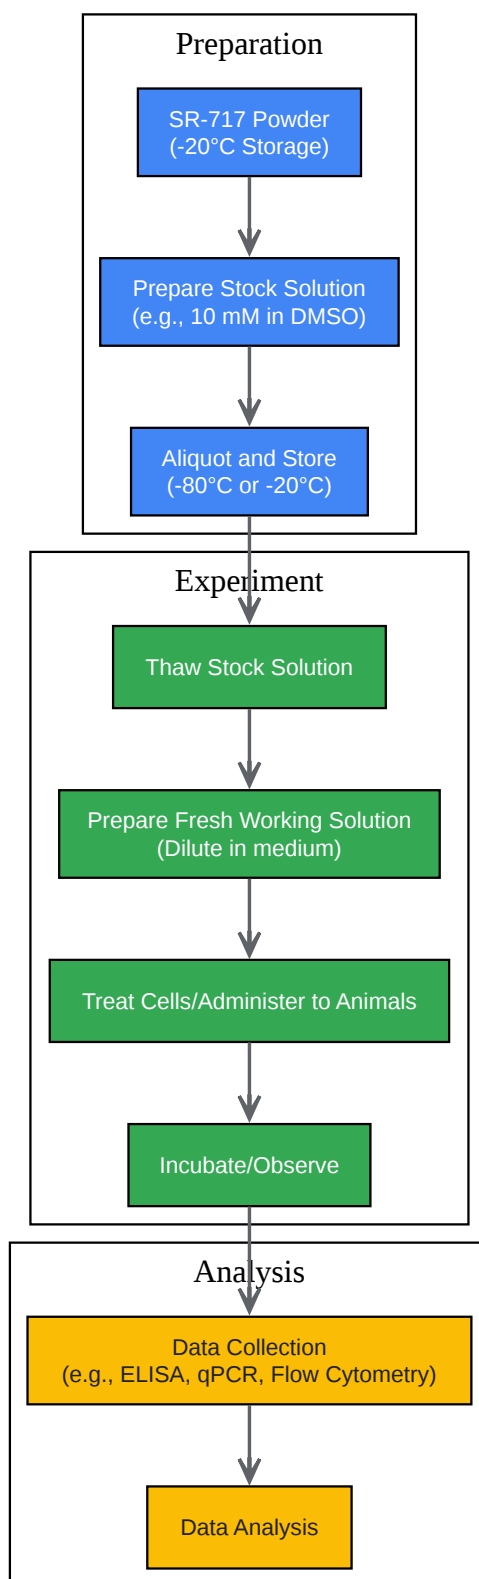 Preparation
SR-717 Powder
(-20°C Storage)
Prepare Stock Solution
(e.g., 10 mM in DMSO)
Aliquot and Store
(-80°C or -20°C)
Experiment
Thaw Stock Solution
Prepare Fresh Working Solution
(Dilute in medium)
Treat Cells/Administer to Animals
Incubate/Observe
Analysis
Data Collection
(e.g., ELISA, qPCR, Flow Cytometry)
Data Analysis